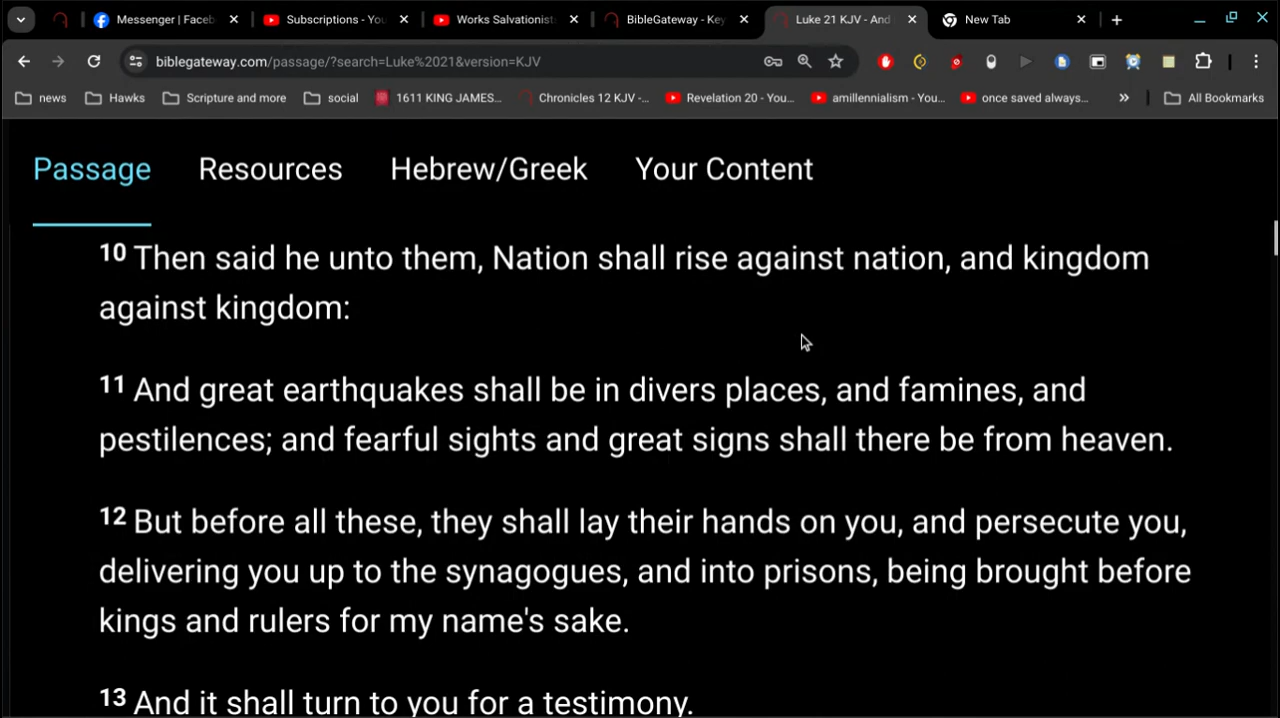 Messenger | Faceb
Subscriptions - You
Works Salvationist
BibleGateway - Key
Luke 21 KJV - And
New Tab
biblegateway.com/passage/?search=Luke%2021&version=KJV
news
Hawks
Scripture and more
social
1611 KING JAMES...
Chronicles 12 KJV -...
Revelation 20 - You...
amillennialism - You...
once saved always...
»
All Bookmarks
Passage
Resources
Hebrew/Greek
Your Content
10 Then said he unto them, Nation shall rise against nation, and kingdom
against kingdom:
11 And great earthquakes shall be in divers places, and famines, and
pestilences; and fearful sights and great signs shall there be from heaven.
12 But before all these, they shall lay their hands on you, and persecute you,
delivering you up to the synagogues, and into prisons, being brought before
kings and rulers for my name's sake.
13 And it shall turn to you for a testimony.